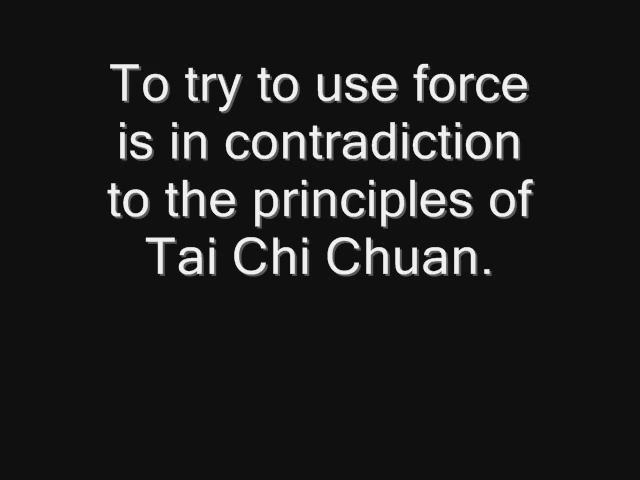 To try to use force
is in contradiction
to the principles of
Tai Chi Chuan.